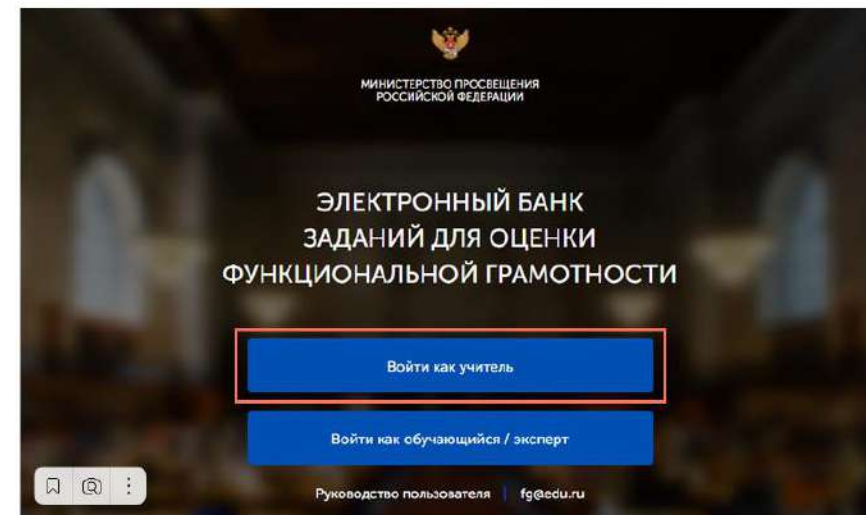 МИНИСТЕРСТВО ПРОСВЕЩЕНИЯ
РОССИЙСКОЙ ФЕДЕРАЦИИ
ЭЛЕКТРОННЫЙ БАНК
ЗАДАНИЙ ДЛЯ ОЦЕНКИ
ФУНКЦИОНАЛЬНОЙ ГРАМОТНОСТИ
Войти как учитель
Войти как обучающийся / эксперт
Руководство пользователя | fg@edu.ru